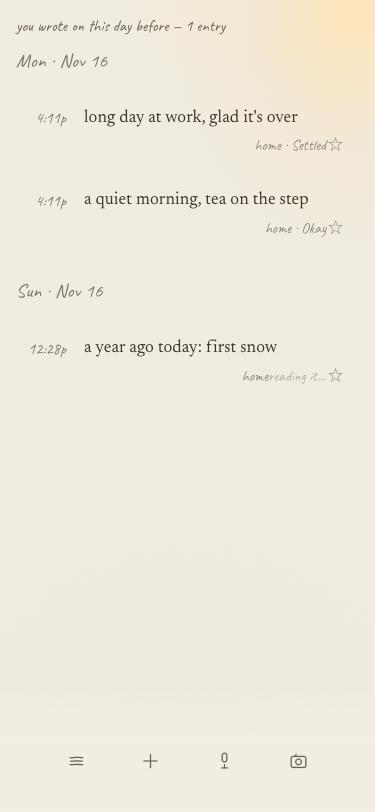 you wrote on this day before – 1 entry
Mon · Nov 16
4:11p long day at work, glad it's over
home · Settled
4:11p a quiet morning, tea on the step
home · Okay
Sun · Nov 16
12:28p a year ago today: first snow
homereading it...